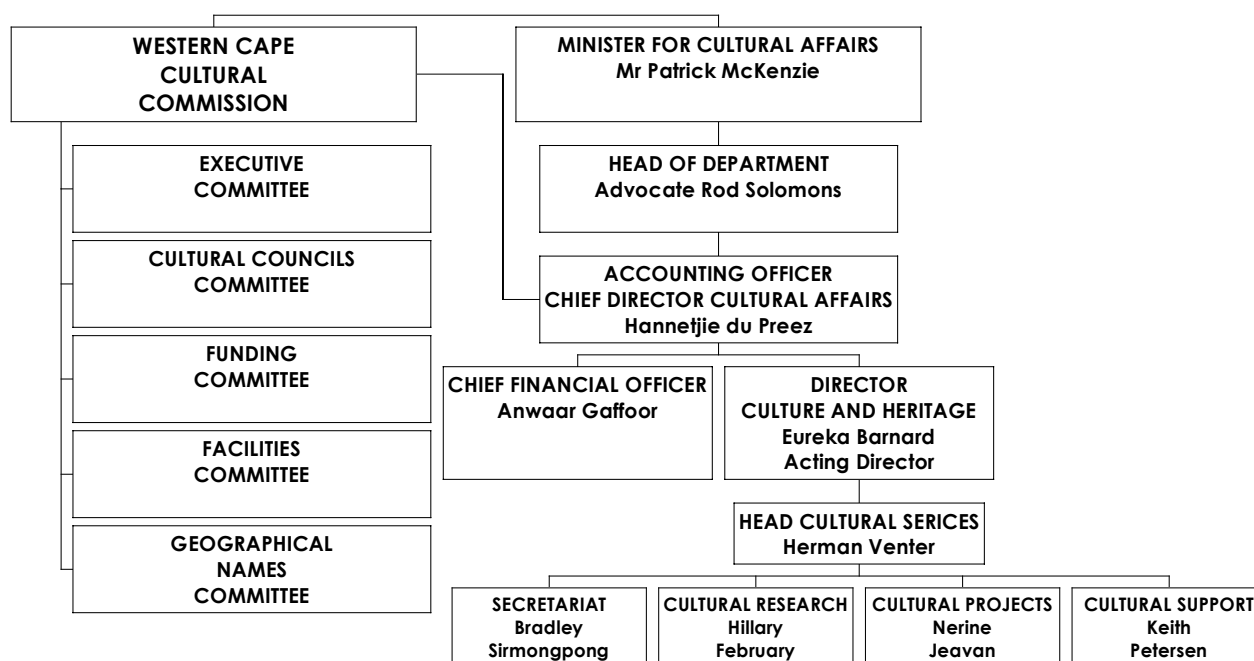 WESTERN CAPE
CULTURAL
COMMISSION
EXECUTIVE
COMMITTEE
CULTURAL COUNCILS
COMMITTEE
FUNDING
COMMITTEE
FACILITIES
COMMITTEE
GEOGRAPHICAL
NAMES
COMMITTEE
MINISTER FOR CULTURAL AFFAIRS
Mr Patrick McKenzie
HEAD OF DEPARTMENT
Advocate Rod Solomons
ACCOUNTING OFFICER
CHIEF DIRECTOR CULTURAL AFFAIRS
Hannetjie du Preez
CHIEF FINANCIAL OFFICER
Anwaar Gaffoor
DIRECTOR
CULTURE AND HERITAGE
Eureka Barnard
Acting Director
HEAD CULTURAL SERICES
Herman Venter
SECRETARIAT
Bradley
Sirmongpong
CULTURAL RESEARCH
Hillary
February
CULTURAL PROJECTS
Nerine
Jeavan
CULTURAL SUPPORT
Keith
Petersen